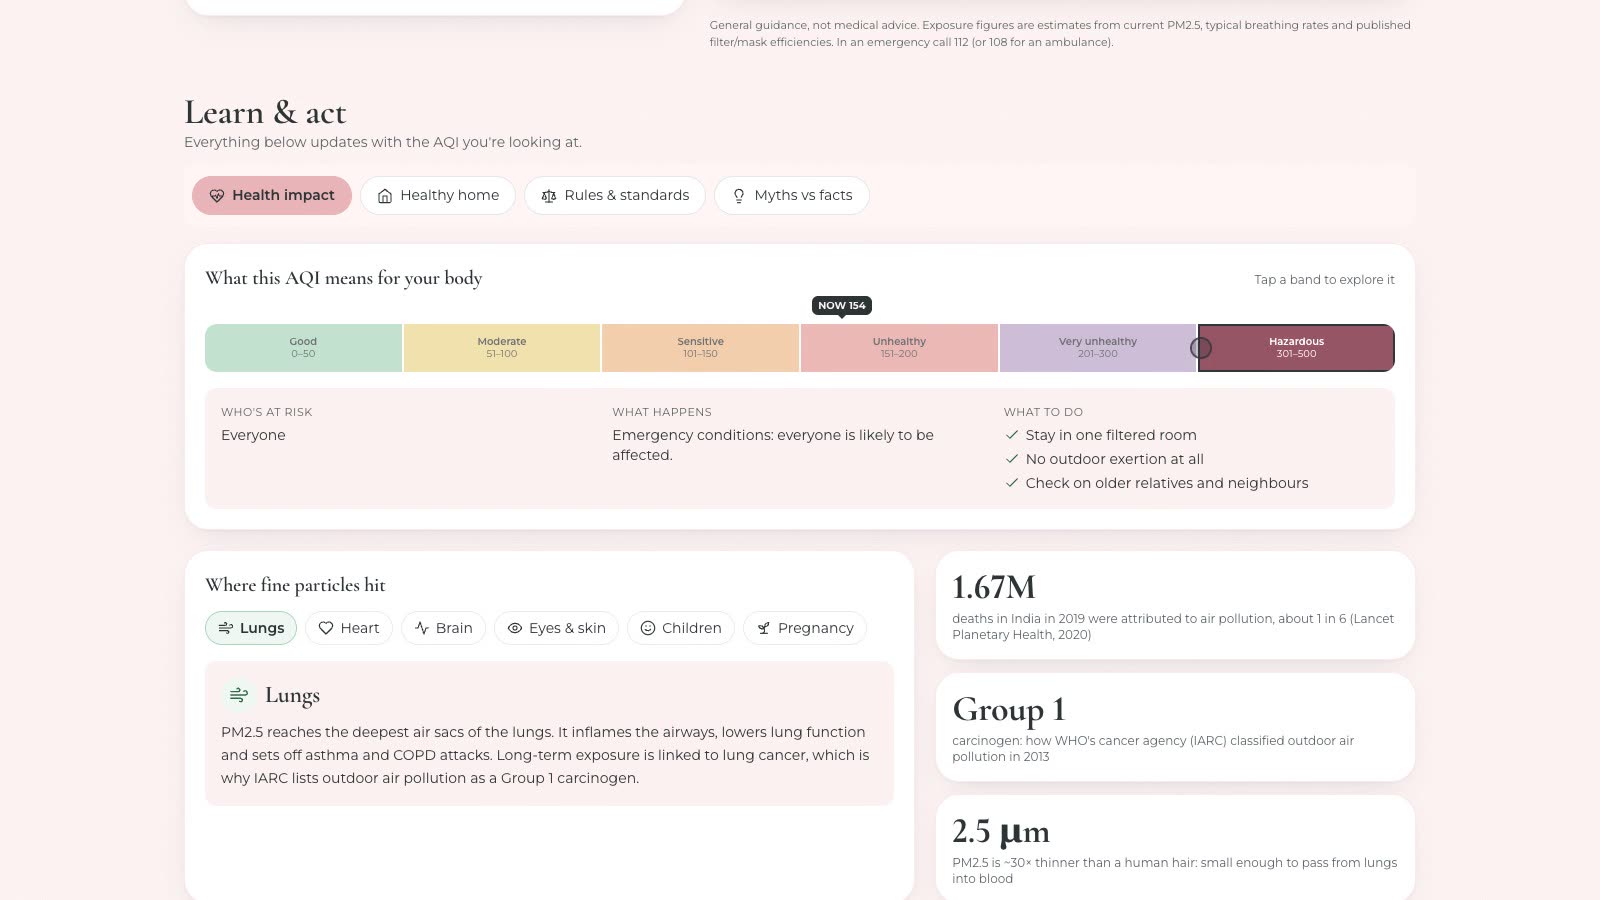 General guidance, not medical advice. Exposure figures are estimates from current PM2.5, typical breathing rates and published
filter/mask efficiencies. In an emergency call 112 (or 108 for an ambulance).
Learn & act
Everything below updates with the AQI you're looking at.
Health impact
Healthy home
Rules & standards
Myths vs facts
What this AQI means for your body
Tap a band to explore it
NOW 154
Good
0–50
Moderate
51–100
Sensitive
101–150
Unhealthy
151–200
Very unhealthy
201–300
Hazardous
301–500
WHO'S AT RISK
Everyone
WHAT HAPPENS
Emergency conditions: everyone is likely to be
affected.
WHAT TO DO
Stay in one filtered room
No outdoor exertion at all
Check on older relatives and neighbours
Where fine particles hit
Lungs
Heart
Brain
Eyes & skin
Children
Pregnancy
Lungs
PM2.5 reaches the deepest air sacs of the lungs. It inflames the airways, lowers lung function
and sets off asthma and COPD attacks. Long-term exposure is linked to lung cancer, which is
why IARC lists outdoor air pollution as a Group 1 carcinogen.
1.67M
deaths in India in 2019 were attributed to air pollution, about 1 in 6 (Lancet
Planetary Health, 2020)
Group 1
carcinogen: how WHO's cancer agency (IARC) classified outdoor air
pollution in 2013
2.5 µm
PM2.5 is ~30× thinner than a human hair: small enough to pass from lungs
into blood